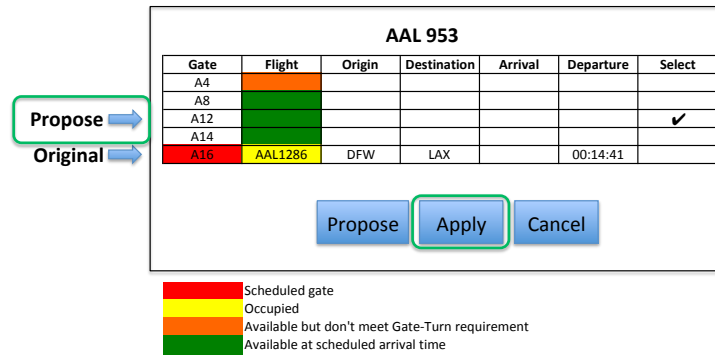 AAL 953
Gate Flight Origin Destination Arrival Departure Select
A4
A8
Propose A12 ✔
A14
Original A16 AAL1286 DFW LAX 00:14:41
Propose Apply Cancel
Scheduled gate
Occupied
Available but don't meet Gate-Turn requirement
Available at scheduled arrival time